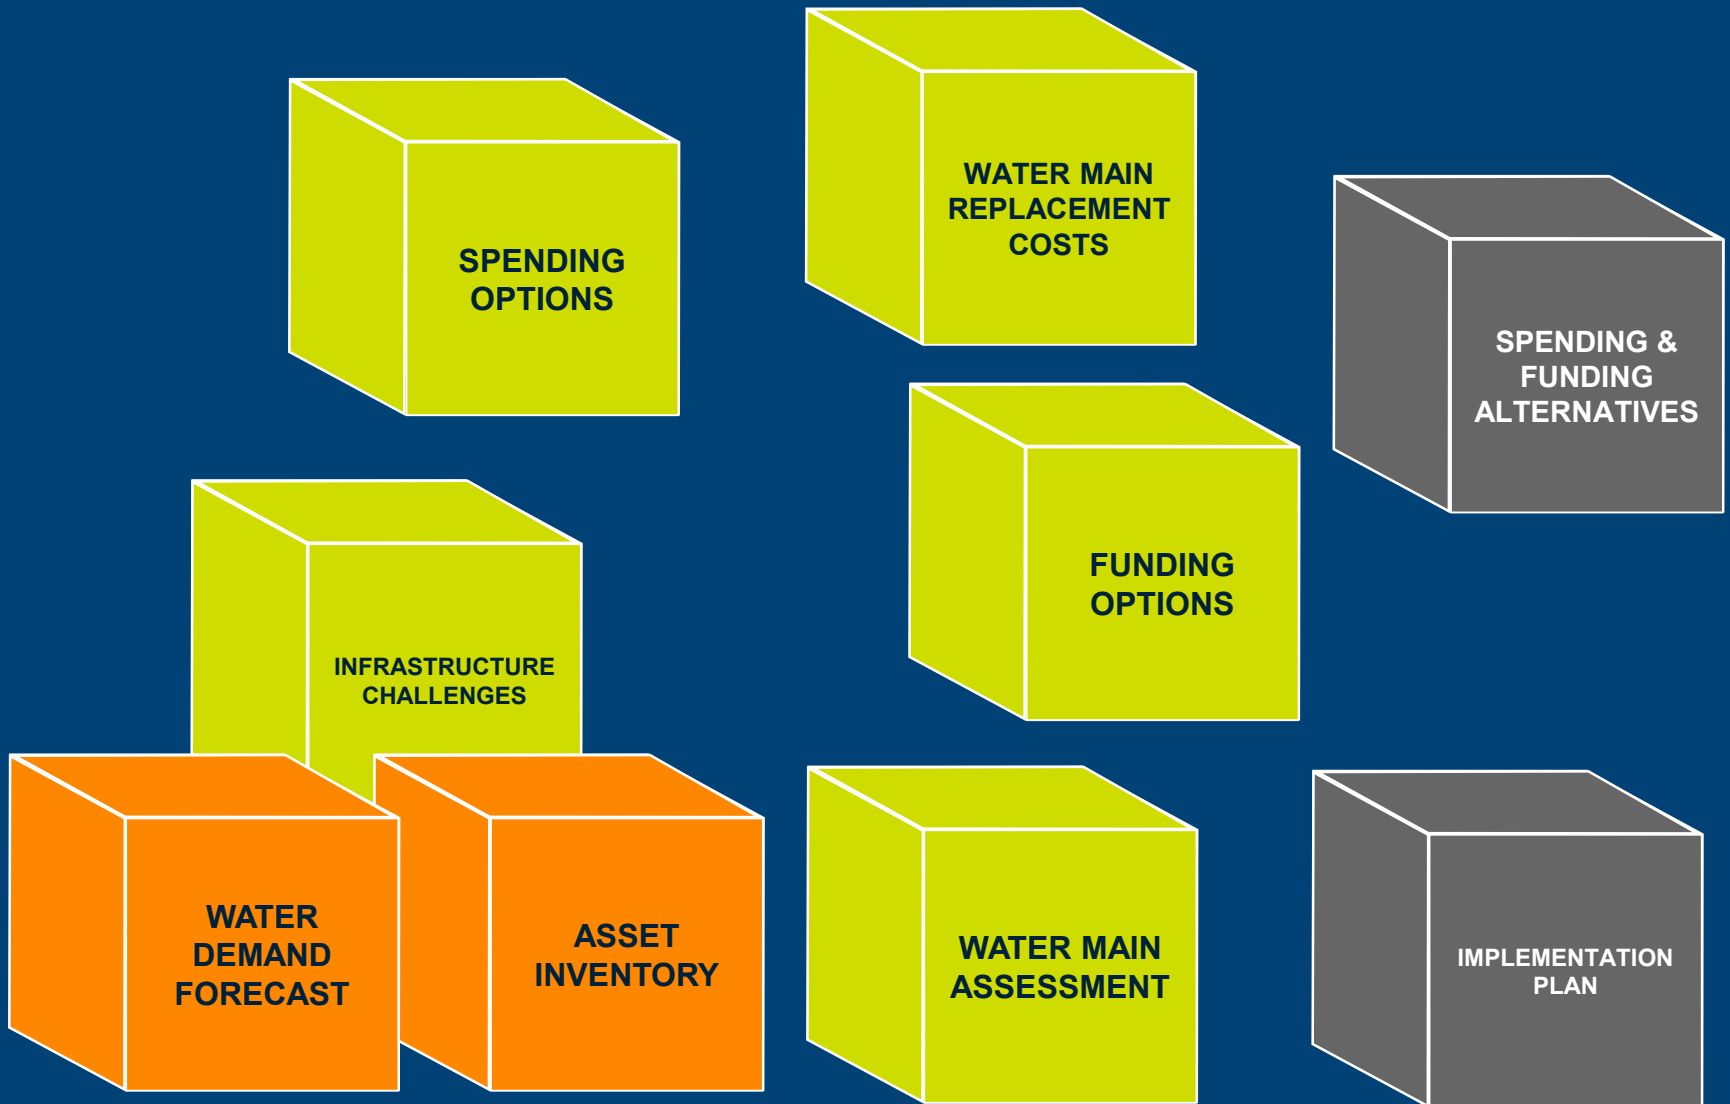 WATER MAIN
REPLACEMENT
COSTS
SPENDING
OPTIONS
SPENDING &
FUNDING
ALTERNATIVES
FUNDING
OPTIONS
INFRASTRUCTURE
CHALLENGES
WATER
DEMAND
FORECAST
ASSET
INVENTORY
WATER MAIN
ASSESSMENT
IMPLEMENTATION
PLAN